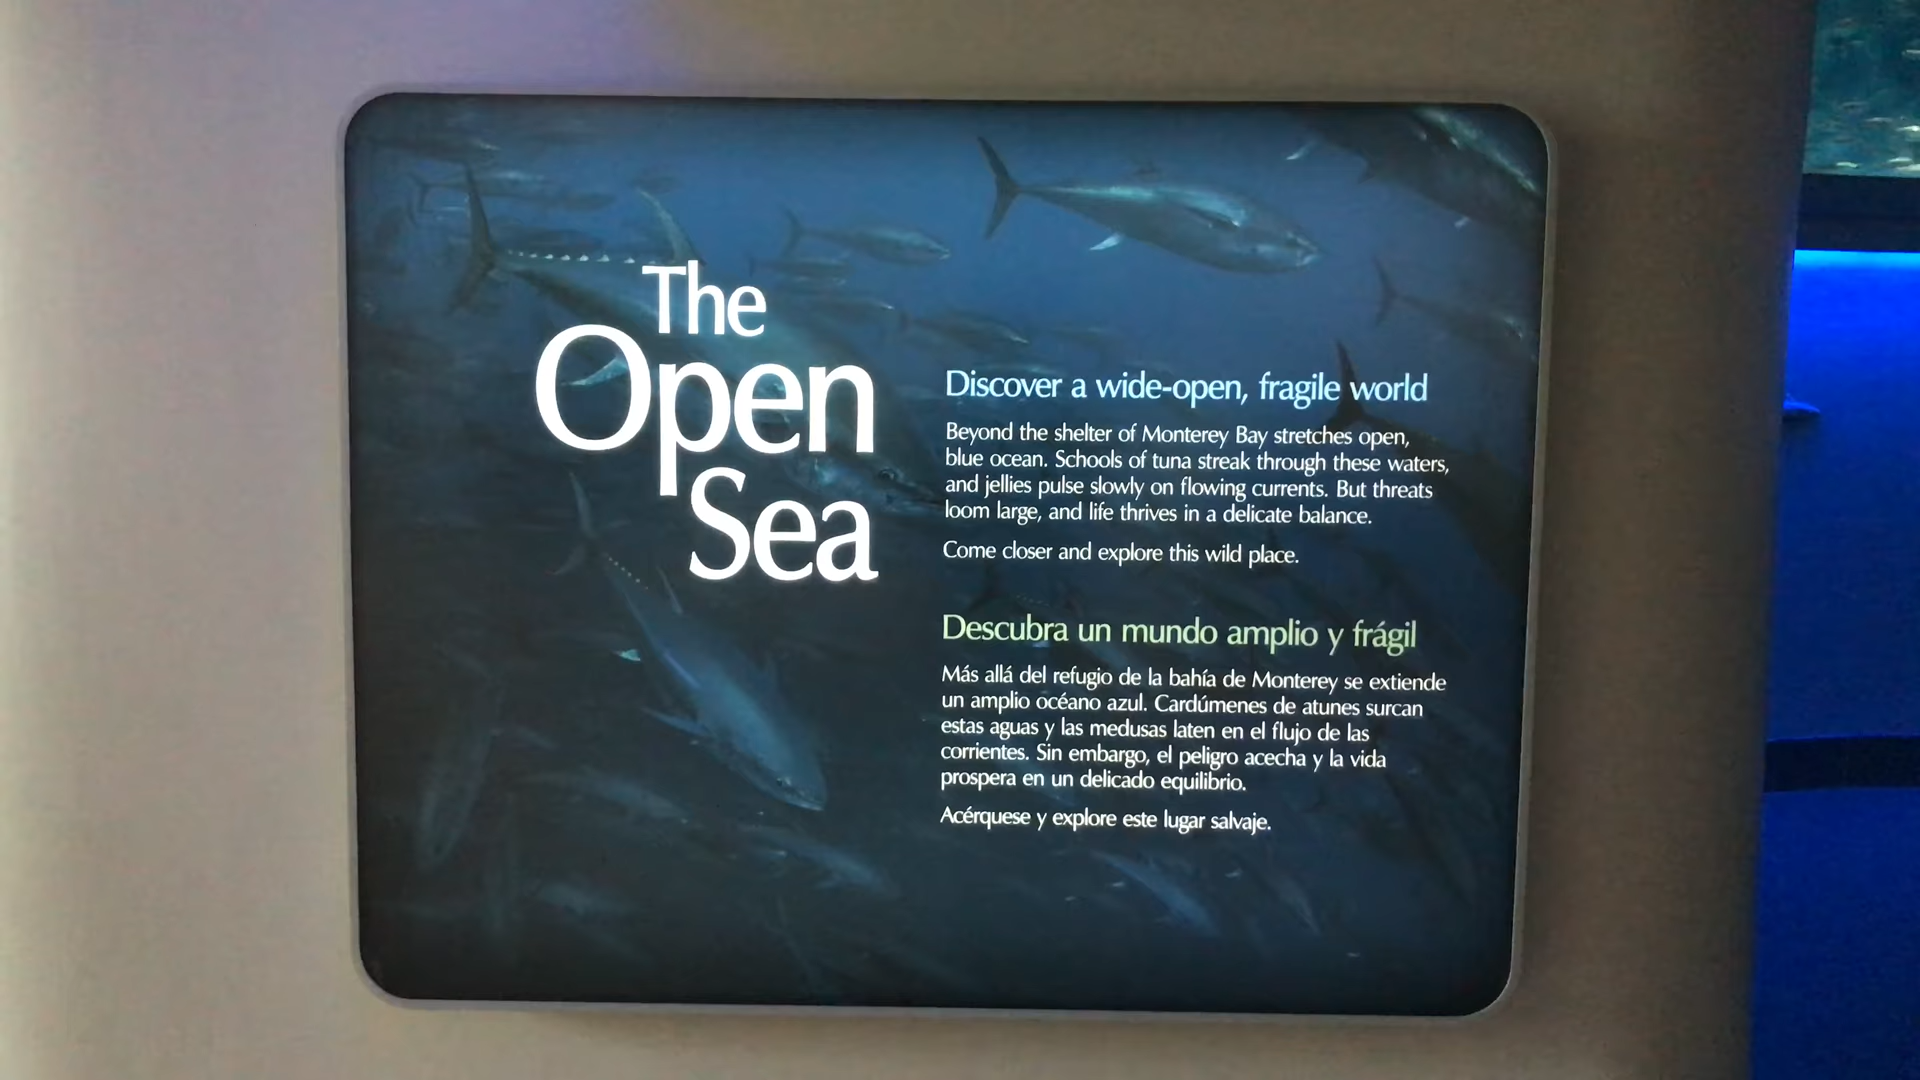 The
Open
Sea
Discover a wide-open, fragile world
Beyond the shelter of Monterey Bay stretches open,
blue ocean. Schools of tuna streak through these waters,
and jellies pulse slowly on flowing currents. But threats
loom large, and life thrives in a delicate balance.
Come closer and explore this wild place.
Descubra un mundo amplio y frágil
Más allá del refugio de la bahía de Monterey se extiende
un amplio océano azul. Cardúmenes de atunes surcan
estas aguas y las medusas laten en el flujo de las
corrientes. Sin embargo, el peligro acecha y la vida
prospera en un delicado equilibrio.
Acérquese y explore este lugar salvaje.